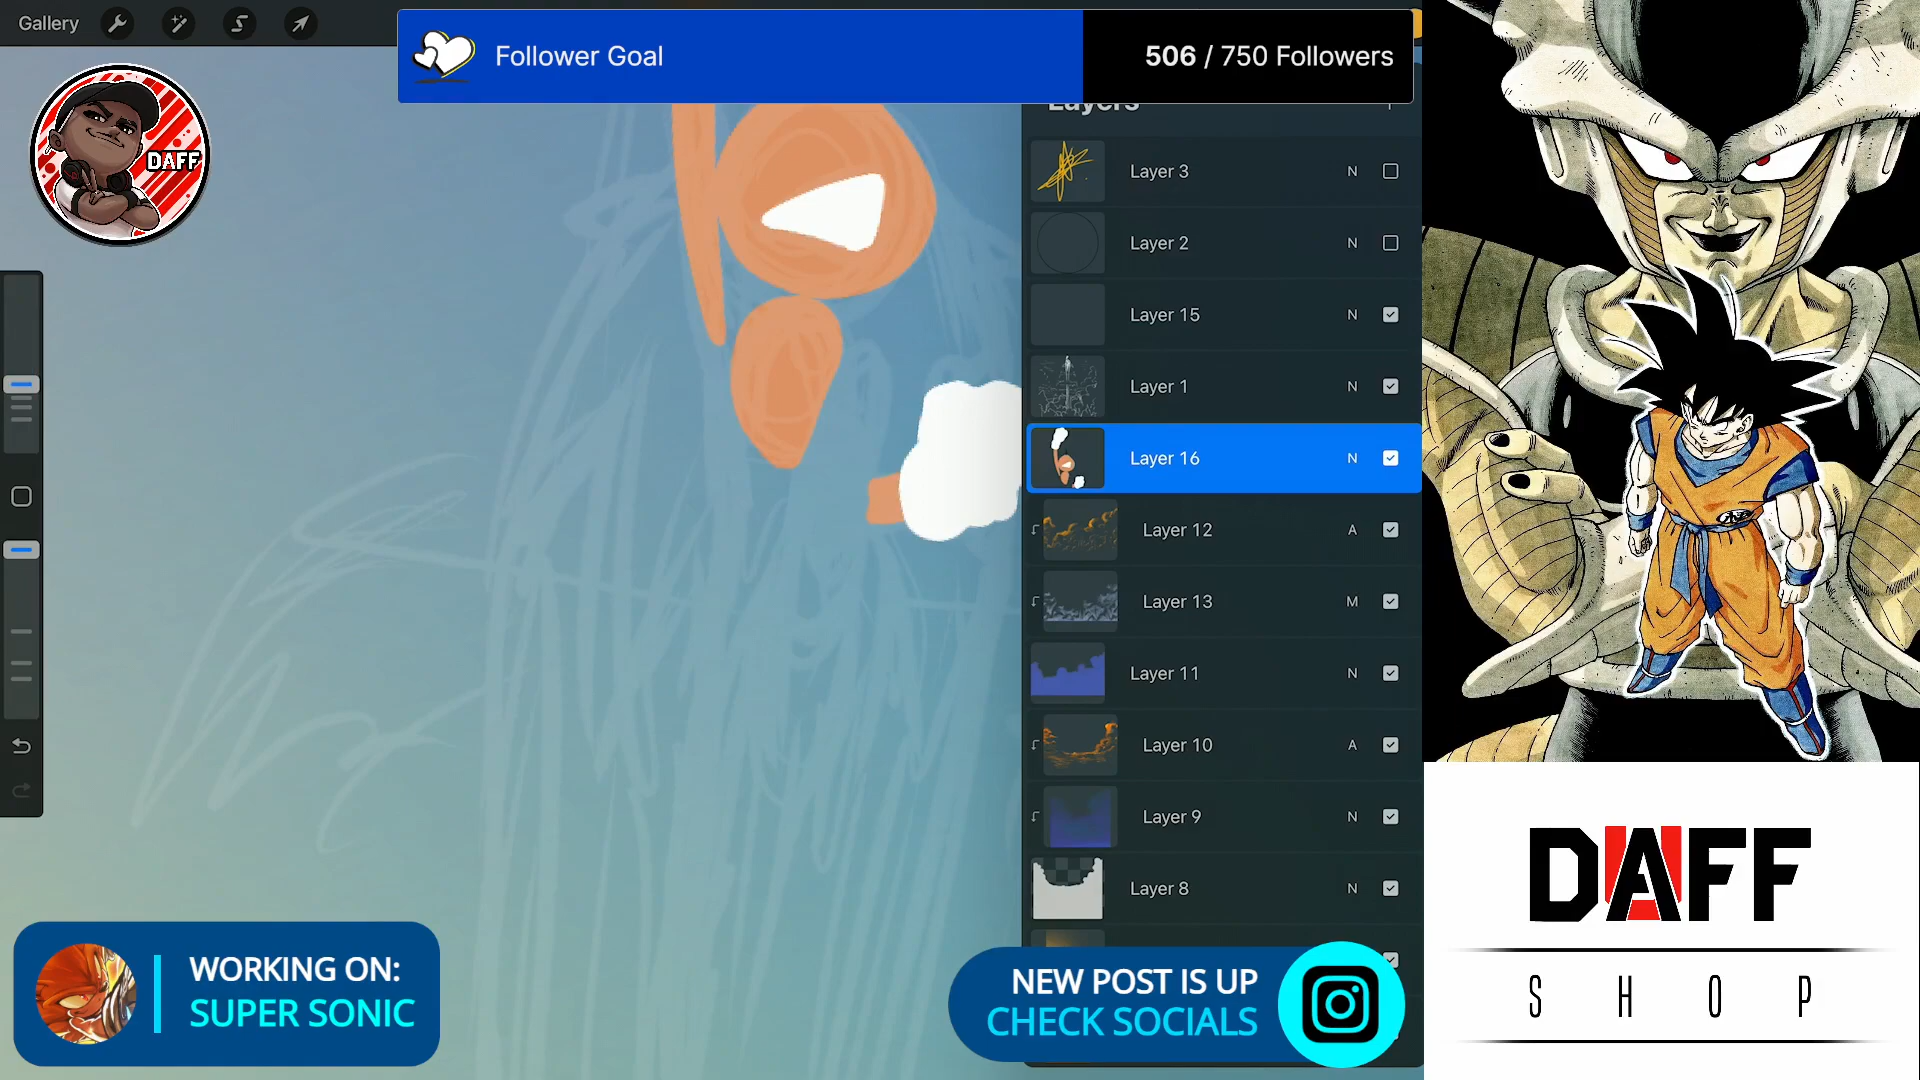 Gallery
Follower Goal
506 / 750 Followers
DAFF
Layers
Layer 3 N
Layer 2 N
Layer 15 N
Layer 1 N
Layer 16 N
Layer 12 A
Layer 13 M
Layer 11 N
Layer 10 A
Layer 9 N
Layer 8 N
WORKING ON:
SUPER SONIC
NEW POST IS UP
CHECK SOCIALS
DAFF
SHOP